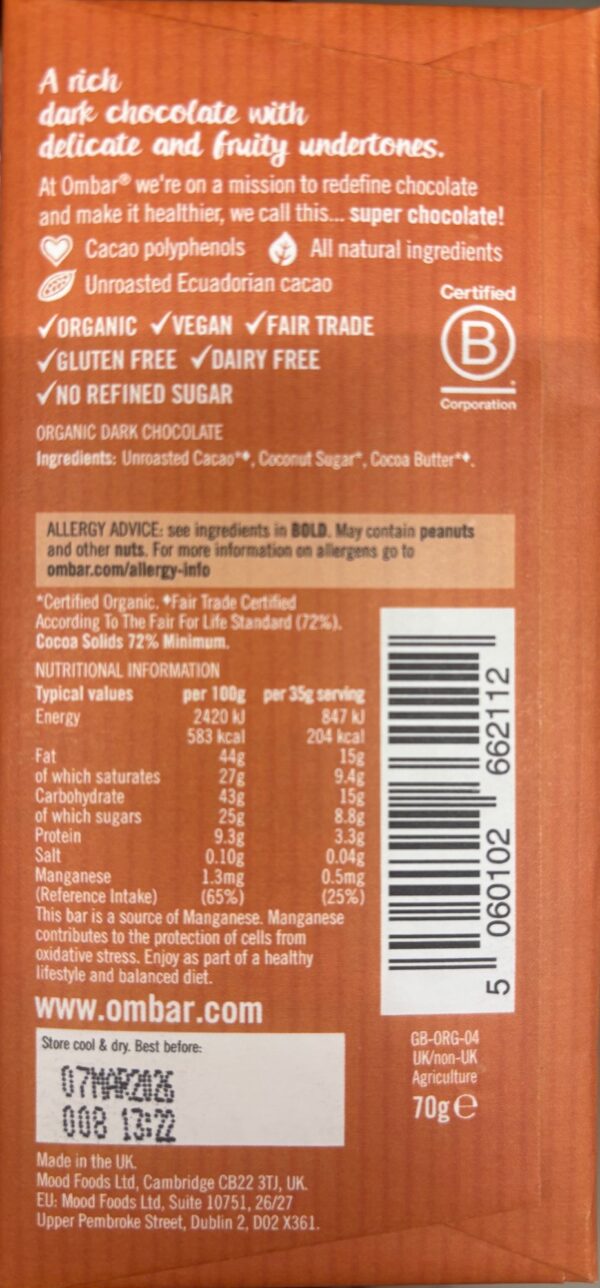 A rich
dark chocolate with
delicate and fruity undertones.
At Ombar® we're on a mission to redefine chocolate
and make it healthier, we call this... super chocolate!
Cacao polyphenols All natural ingredients
Unroasted Ecuadorian cacao
Certified
B
Corporation
✓ORGANIC ✓VEGAN ✓FAIR TRADE
✓GLUTEN FREE ✓DAIRY FREE
✓NO REFINED SUGAR
ORGANIC DARK CHOCOLATE
Ingredients: Unroasted Cacao*♦, Coconut Sugar*, Cocoa Butter*♦.
ALLERGY ADVICE: see ingredients in BOLD. May contain peanuts
and other nuts. For more information on allergens go to
ombar.com/allergy-info
*Certified Organic. ♦Fair Trade Certified
According To The Fair For Life Standard (72%).
Cocoa Solids 72% Minimum.
NUTRITIONAL INFORMATION
Typical values per 100g per 35g serving
Energy 2420 kJ 847 kJ
583 kcal 204 kcal
Fat 44g 15g
of which saturates 27g 9.4g
Carbohydrate 43g 15g
of which sugars 25g 8.8g
Protein 9.3g 3.3g
Salt 0.10g 0.04g
Manganese 1.3mg 0.5mg
(Reference Intake) (65%) (25%)
This bar is a source of Manganese. Manganese
contributes to the protection of cells from
oxidative stress. Enjoy as part of a healthy
lifestyle and balanced diet.
www.ombar.com
5 060102 662112
Store cool & dry. Best before:
07MAR2026
008 13:22
GB-ORG-04
UK/non-UK
Agriculture
70g℮
Made in the UK.
Mood Foods Ltd, Cambridge CB22 3TJ, UK.
EU: Mood Foods Ltd, Suite 10751, 26/27
Upper Pembroke Street, Dublin 2, D02 X361.